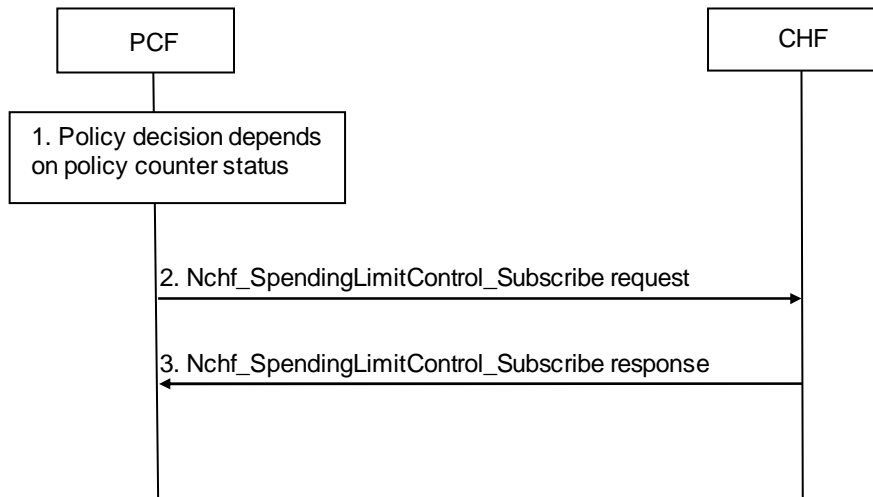 PCF
CHF
1. Policy decision depends
on policy counter status
2. Nchf_SpendingLimitControl_Subscribe request
3. Nchf_SpendingLimitControl_Subscribe response